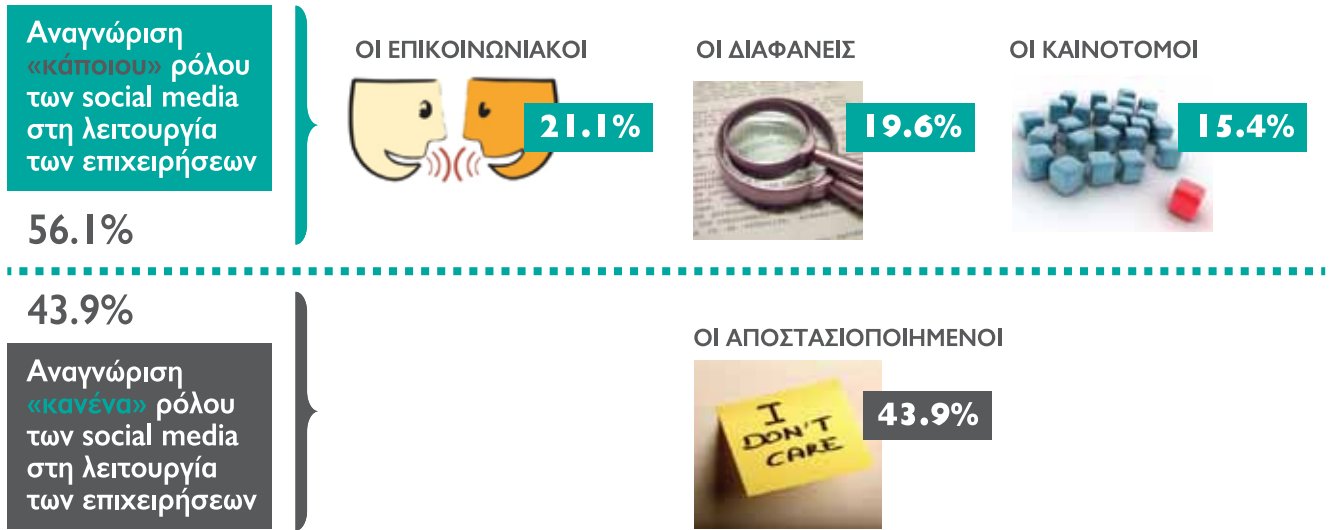 Αναγνώριση
«κάποιου» ρόλου
των social media
στη λειτουργία
των επιχειρήσεων
56.1%
ΟΙ ΕΠΙΚΟΙΝΩΝΙΑΚΟΙ
21.1%
ΟΙ ΔΙΑΦΑΝΕΙΣ
19.6%
ΟΙ ΚΑΙΝΟΤΟΜΟΙ
15.4%
43.9%
Αναγνώριση
«κανένα» ρόλου
των social media
στη λειτουργία
των επιχειρήσεων
ΟΙ ΑΠΟΣΤΑΣΙΟΠΟΙΗΜΕΝΟΙ
I
DON'T
CARE
43.9%